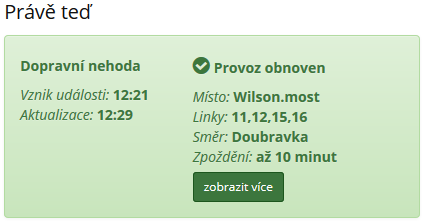 Právě teď
Dopravní nehoda
Vznik události: 12:21
Aktualizace: 12:29
Provoz obnoven
Místo: Wilson.most
Linky: 11,12,15,16
Směr: Doubravka
Zpoždění: až 10 minut
zobrazit více